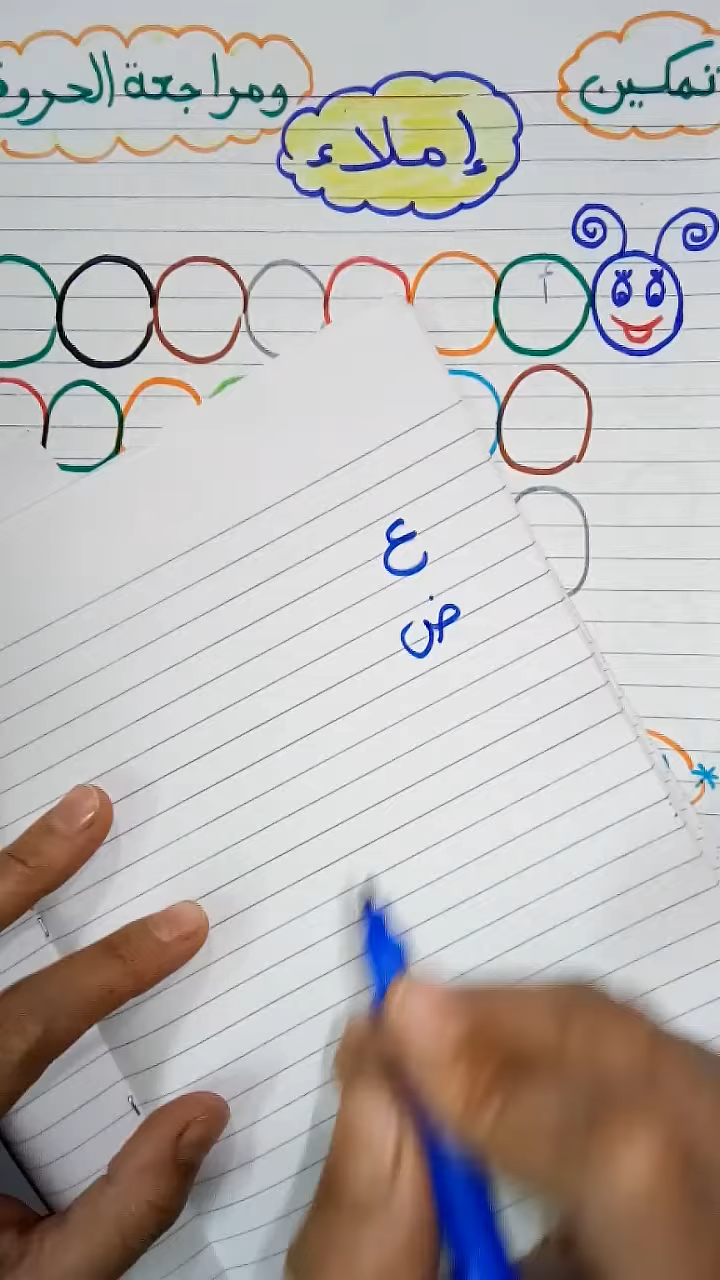 تمكين
ومراجعة الحروف
إملاء
ع
ض